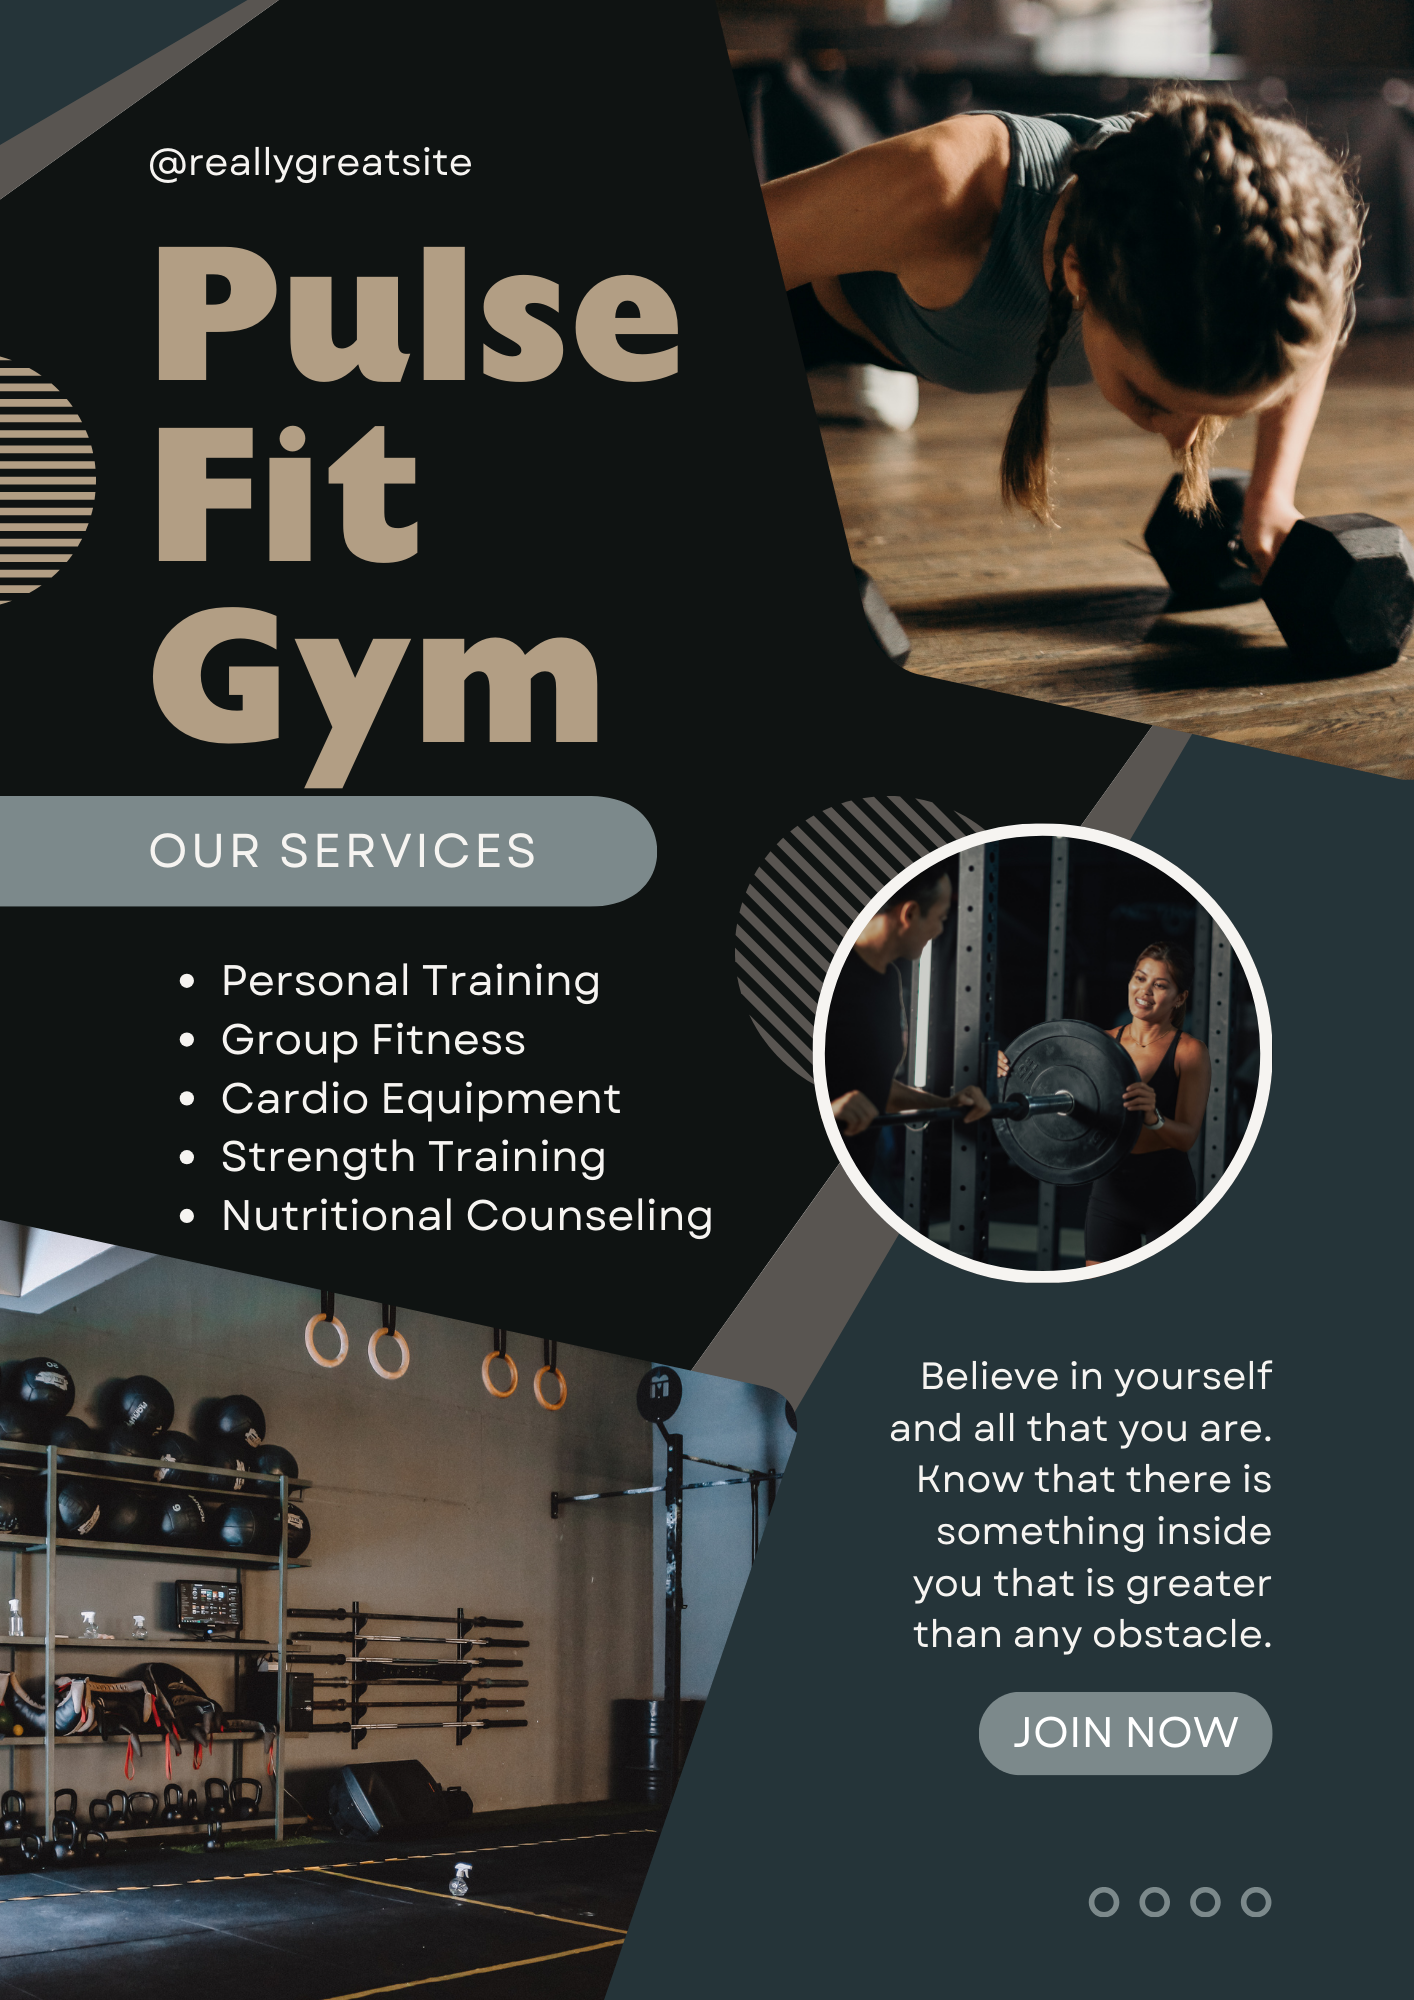 @reallygreatsite
Pulse
Fit
Gym
OUR SERVICES
• Personal Training
• Group Fitness
• Cardio Equipment
• Strength Training
• Nutritional Counseling
Believe in yourself
and all that you are.
Know that there is
something inside
you that is greater
than any obstacle.
JOIN NOW